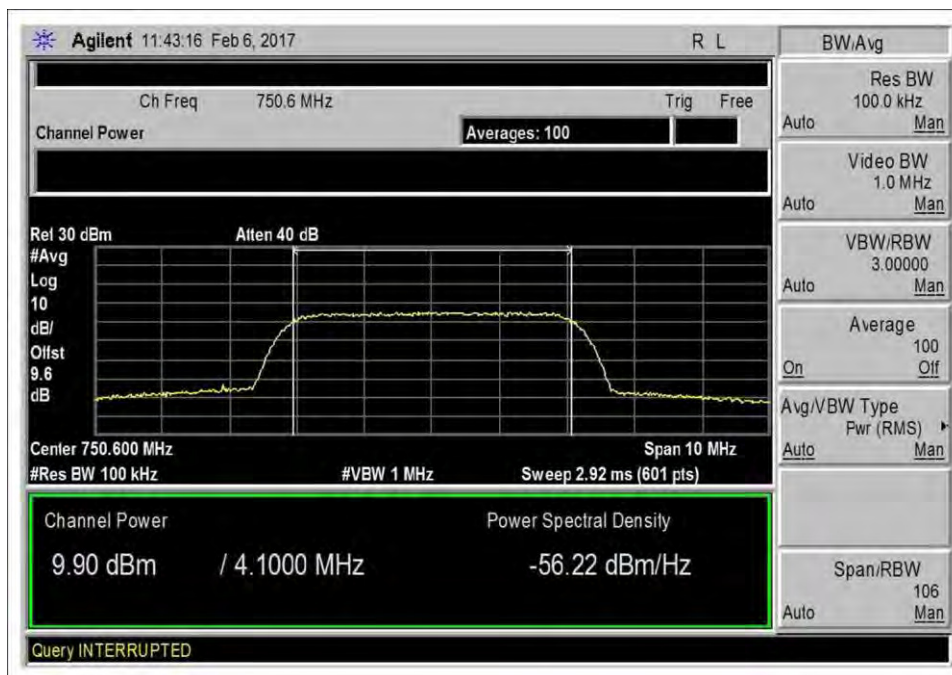 Agilent 11:43:16 Feb 6, 2017 R L
Ch Freq 750.6 MHz Trig Free
Channel Power Averages: 100
Ref 30 dBm Atten 40 dB
#Avg
Log
10
dB/
Offst
9.6
dB
Center 750.600 MHz Span 10 MHz
#Res BW 100 kHz #VBW 1 MHz Sweep 2.92 ms (601 pts)
Channel Power Power Spectral Density
9.90 dBm / 4.1000 MHz -56.22 dBm/Hz
Query INTERRUPTED
BW/Avg
Res BW
100.0 kHz
Auto Man
Video BW
1.0 MHz
Auto Man
VBW/RBW
3.00000
Auto Man
Average
100
On Off
Avg/VBW Type
Pwr (RMS)
Auto Man
Span/RBW
106
Auto Man